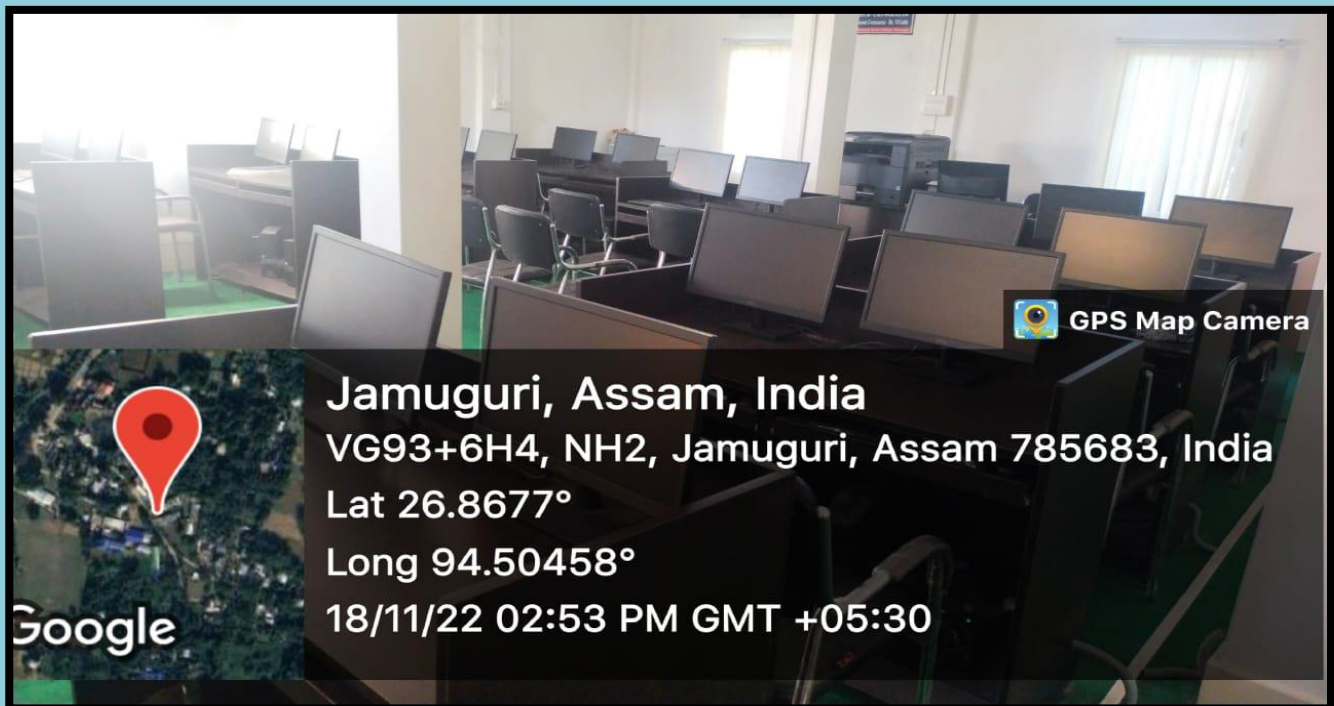 GPS Map Camera
Jamuguri, Assam, India
VG93+6H4, NH2, Jamuguri, Assam 785683, India
Lat 26.8677°
Long 94.50458°
18/11/22 02:53 PM GMT +05:30
Google